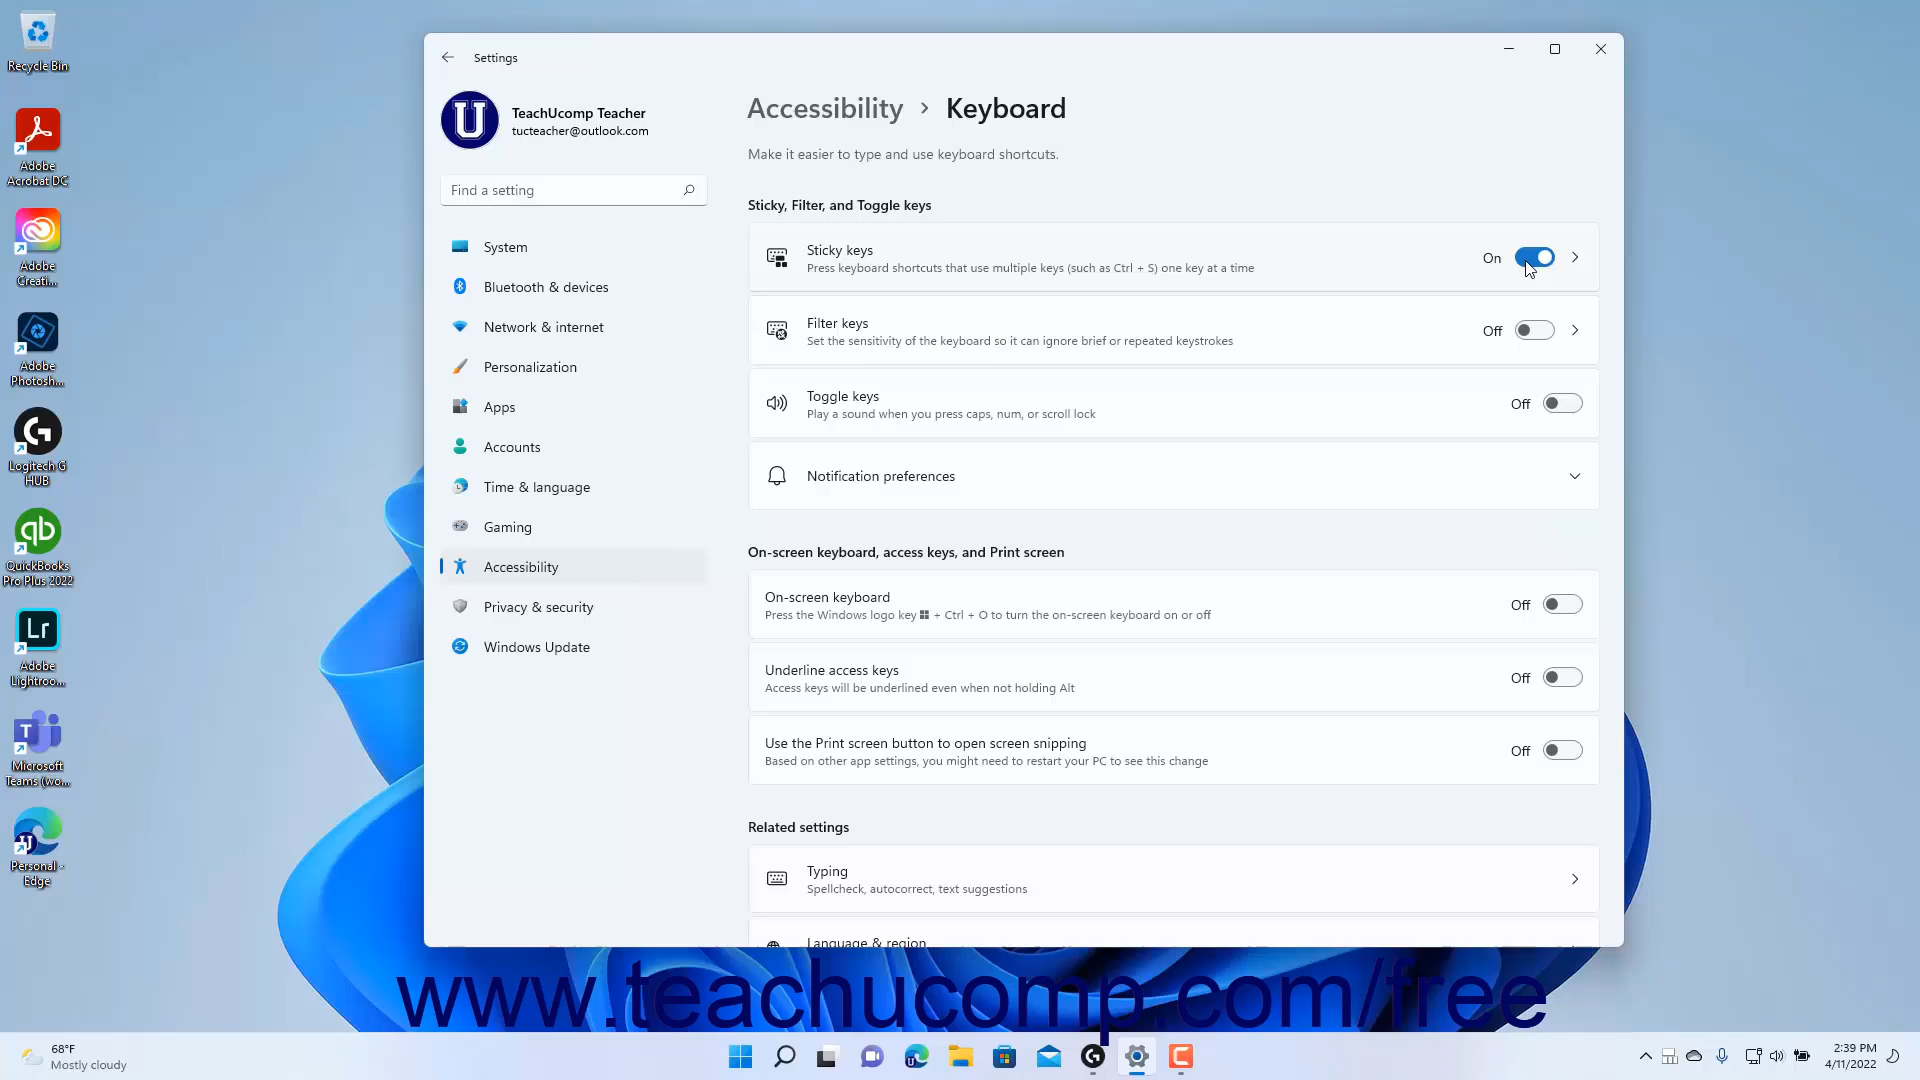 Recycle Bin
Adobe
Acrobat DC
Adobe
Creati...
Adobe
Photosh...
Logitech G
HUB
QuickBooks
Pro Plus 2022
Lr
Adobe
Lightroo...
Microsoft
Teams (wo...
Personal -
Edge
Settings
TeachUcomp Teacher
tucteacher@outlook.com
Find a setting
System
Bluetooth & devices
Network & internet
Personalization
Apps
Accounts
Time & language
Gaming
Accessibility
Privacy & security
Windows Update
Accessibility > Keyboard
Make it easier to type and use keyboard shortcuts.
Sticky, Filter, and Toggle keys
Sticky keys
Press keyboard shortcuts that use multiple keys (such as Ctrl + S) one key at a time
On
Filter keys
Set the sensitivity of the keyboard so it can ignore brief or repeated keystrokes
Off
Toggle keys
Play a sound when you press caps, num, or scroll lock
Off
Notification preferences
On-screen keyboard, access keys, and Print screen
On-screen keyboard
Press the Windows logo key + Ctrl + O to turn the on-screen keyboard on or off
Off
Underline access keys
Access keys will be underlined even when not holding Alt
Off
Use the Print screen button to open screen snipping
Based on other app settings, you might need to restart your PC to see this change
Off
Related settings
Typing
Spellcheck, autocorrect, text suggestions
Language & region
www.teachucomp.com/free
68°F
Mostly cloudy
2:39 PM
4/11/2022